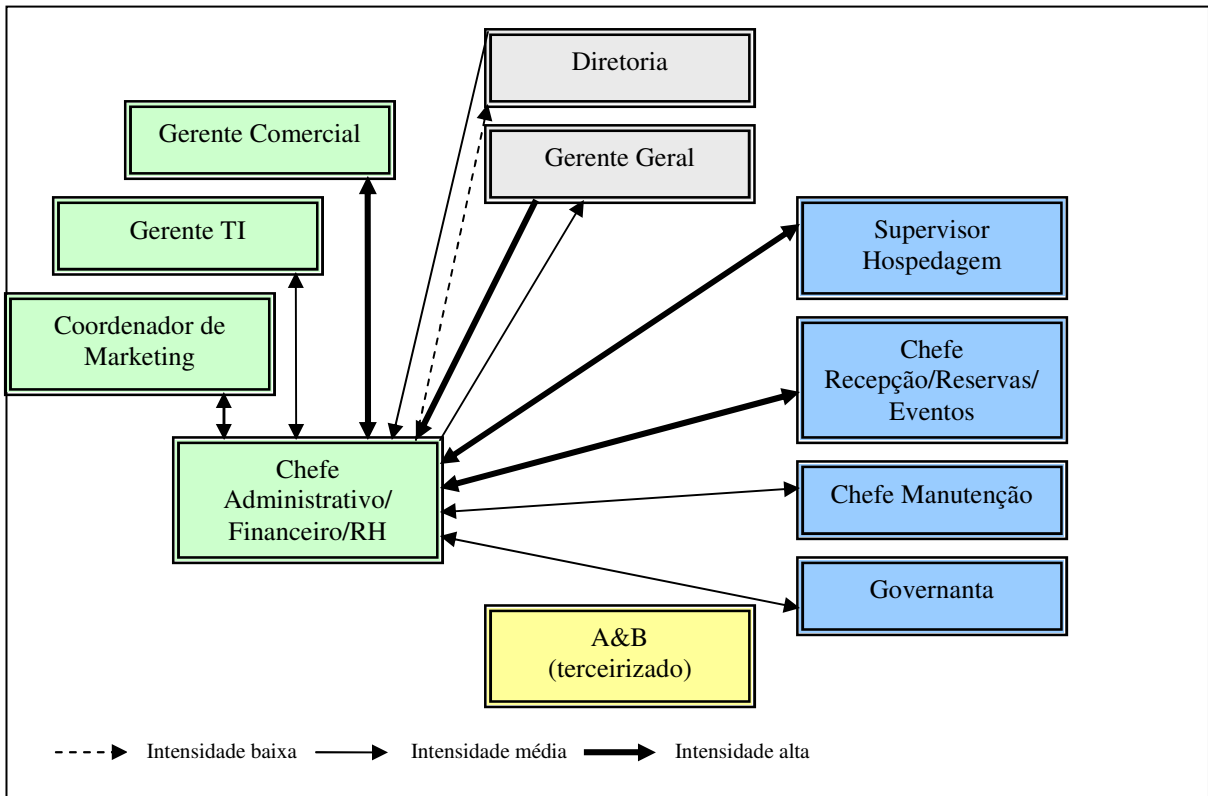 Diretoria
Gerente Comercial
Gerente Geral
Gerente TI
Supervisor
Hospedagem
Coordenador de
Marketing
Chefe
Recepção/Reservas/
Eventos
Chefe
Administrativo/
Financeiro/RH
Chefe Manutenção
Governanta
A&B
(terceirizado)
Intensidade baixa
Intensidade média
Intensidade alta